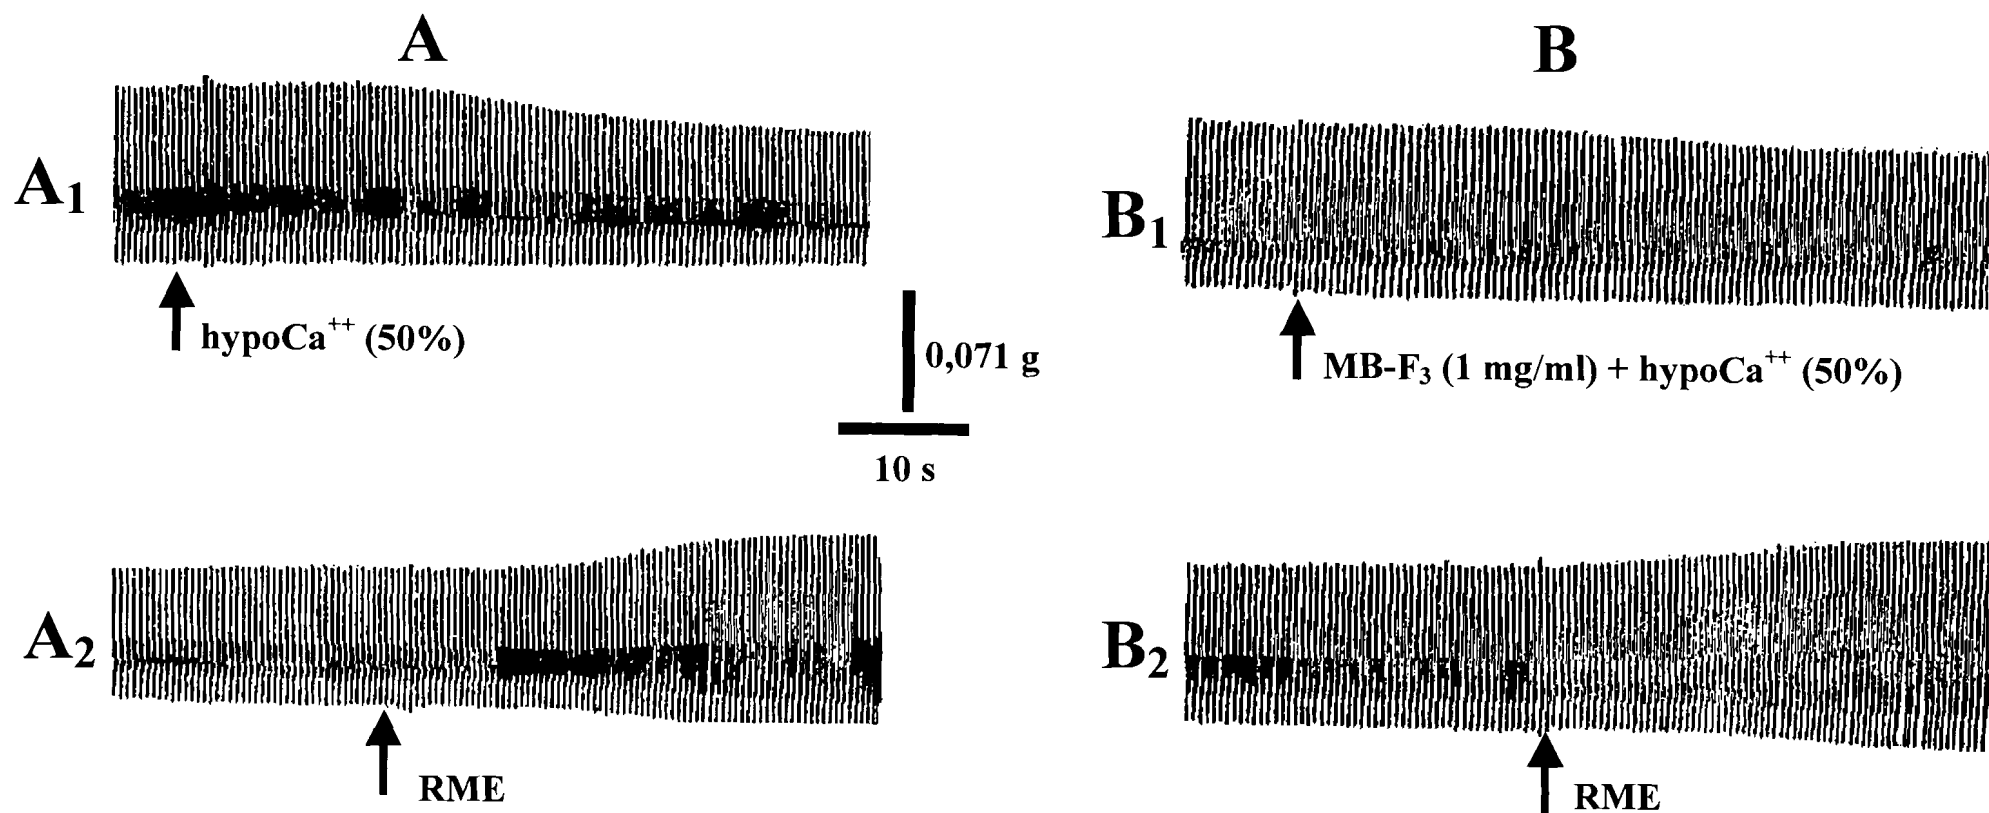 A
B
A₁
B₁
hypoCa⁺⁺ (50%)
0,071 g
MB-F₃ (1 mg/ml) + hypoCa⁺⁺ (50%)
10 s
A₂
B₂
RME
RME